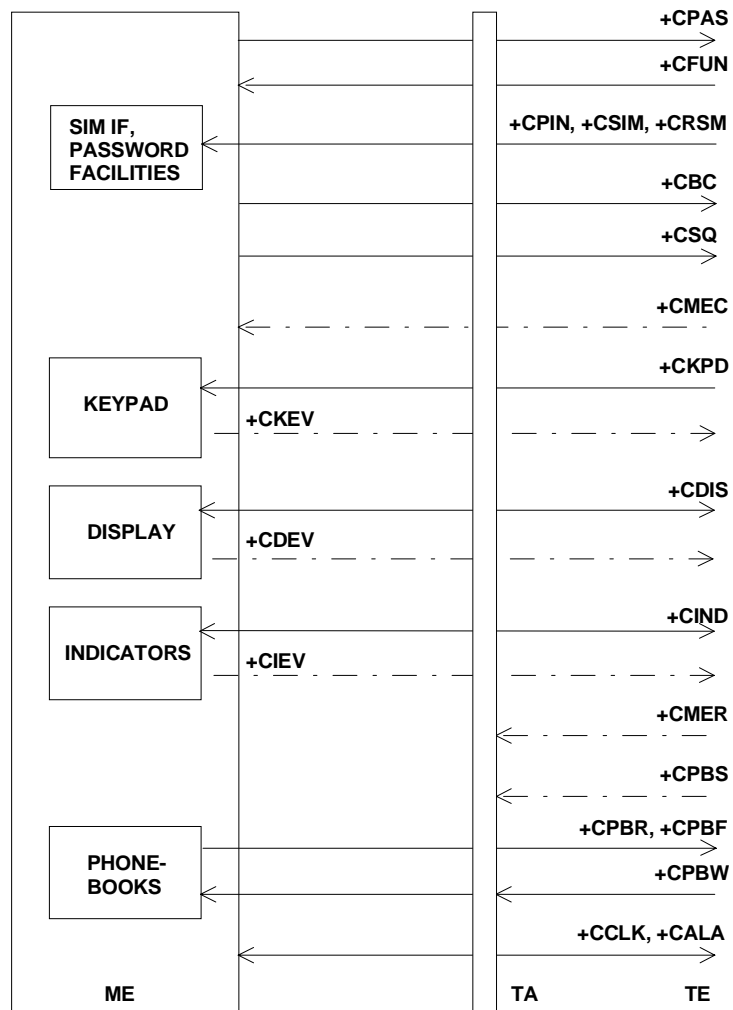 +CPAS
+CFUN
SIM IF,
PASSWORD
FACILITIES
+CPIN, +CSIM, +CRSM
+CBC
+CSQ
+CMEC
+CKPD
KEYPAD
+CKEV
+CDIS
DISPLAY
+CDEV
+CIND
INDICATORS
+CIEV
+CMER
+CPBS
+CPBR, +CPBF
PHONE-
BOOKS
+CPBW
+CCLK, +CALA
ME
TA
TE